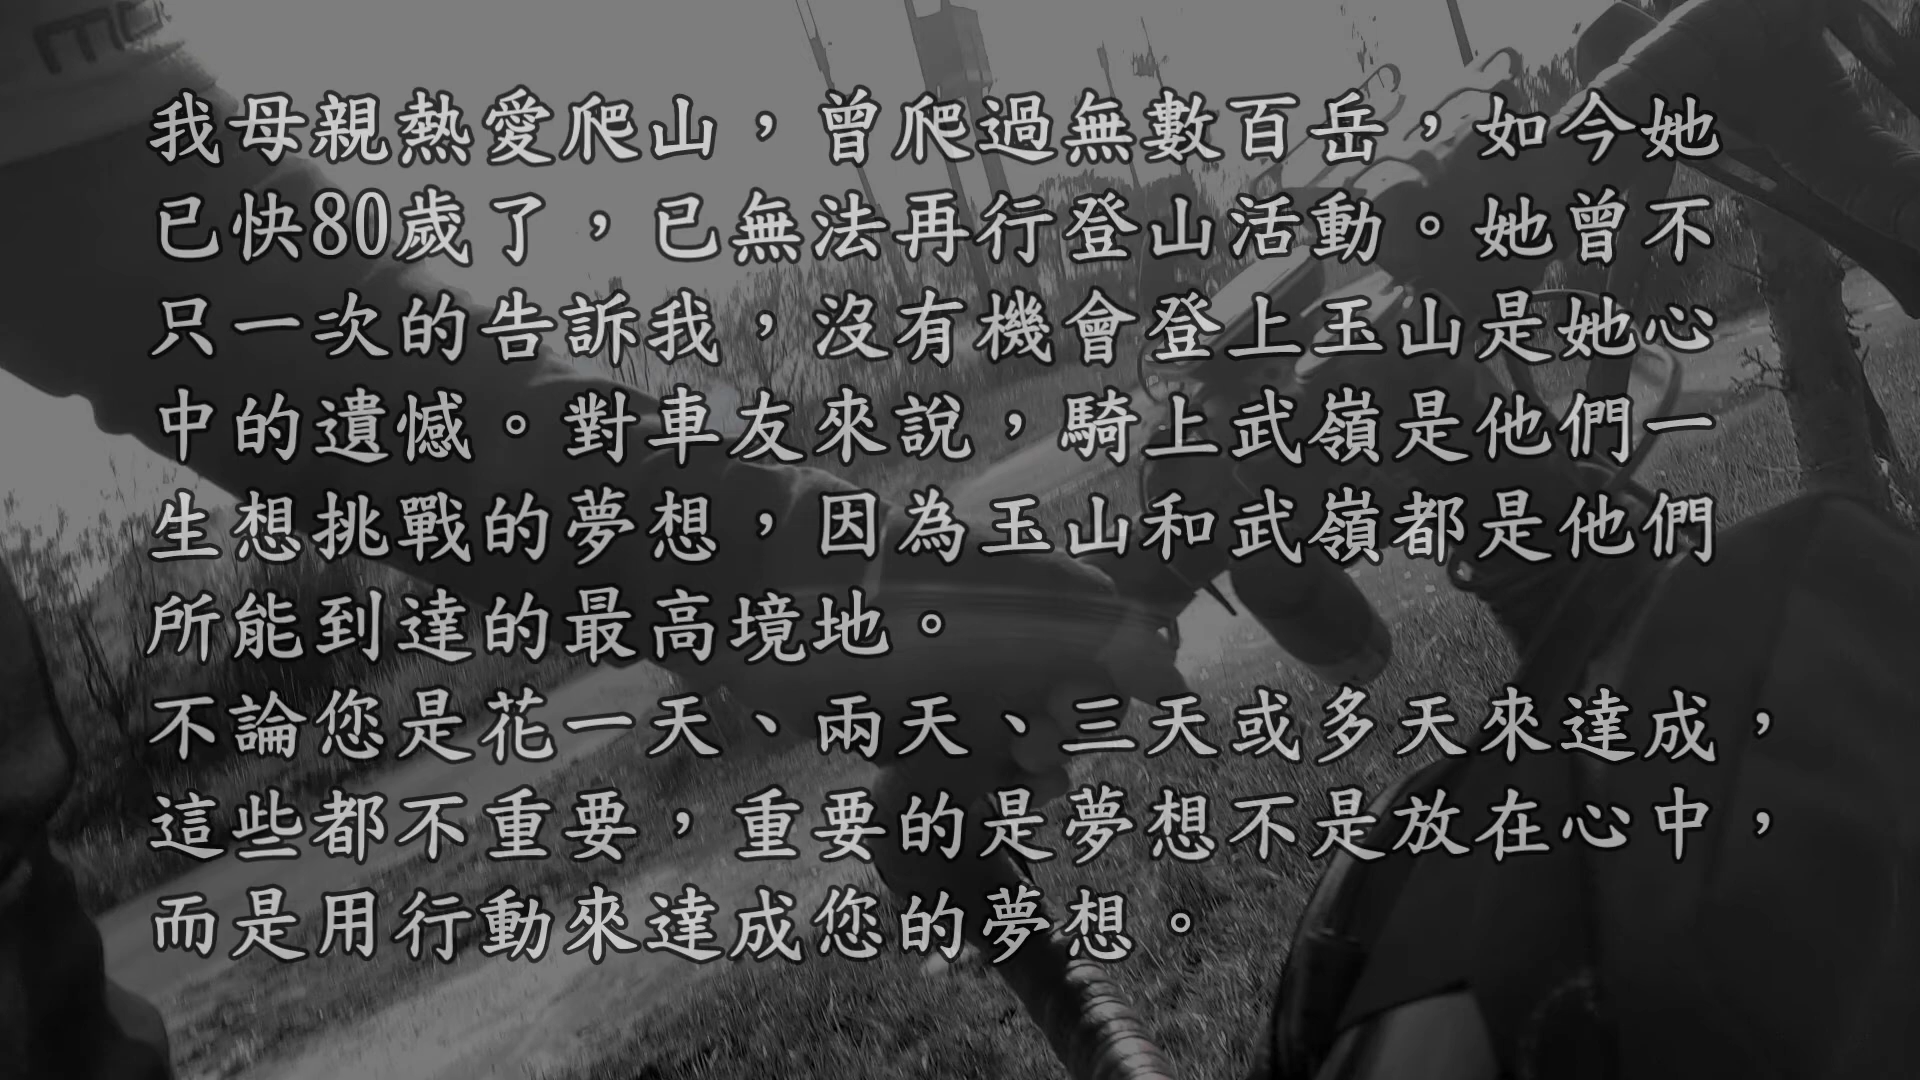 我母親熱愛爬山，曾爬過無數百岳，如今她
已快80歲了，已無法再行登山活動。她曾不
只一次的告訴我，沒有機會登上玉山是她心
中的遺憾。對車友來說，騎上武嶺是他們一
生想挑戰的夢想，因為玉山和武嶺都是他們
所能到達的最高境地。
不論您是花一天、兩天、三天或多天來達成，
這些都不重要，重要的是夢想不是放在心中，
而是用行動來達成您的夢想。